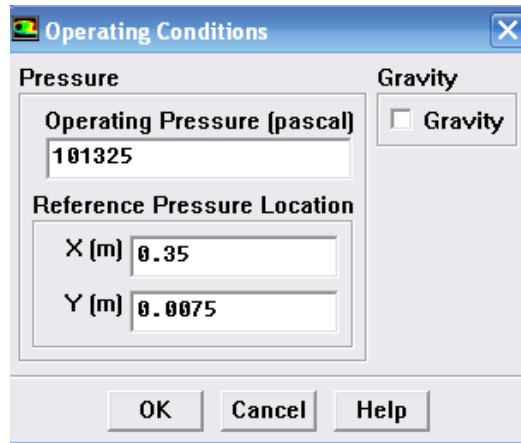 Operating Conditions
Pressure
Operating Pressure (pascal)
101325
Reference Pressure Location
X (m) 0.35
Y (m) 0.0075
Gravity
Gravity
OK Cancel Help